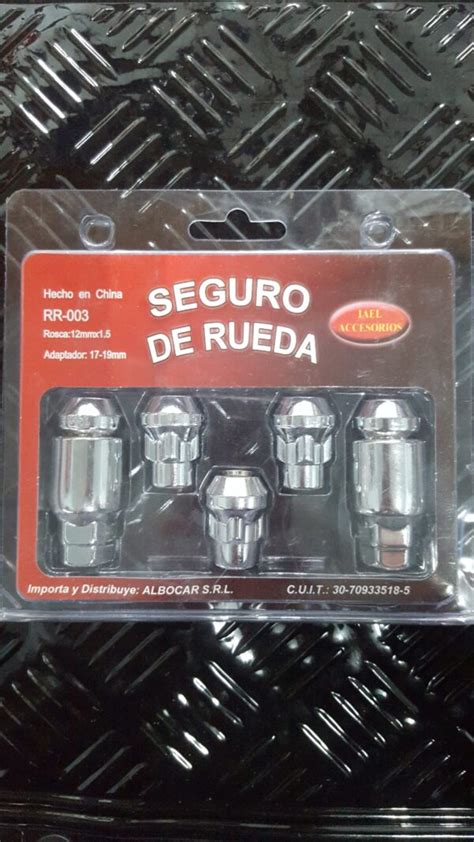 Hecho en China
RR-003
Rosca:12mmx1.5
Adaptador: 17-19mm
SEGURO
DE RUEDA
IAEL
ACCESORIOS
Importa y Distribuye: ALBOCAR S.R.L.
C.U.I.T.: 30-70933518-5